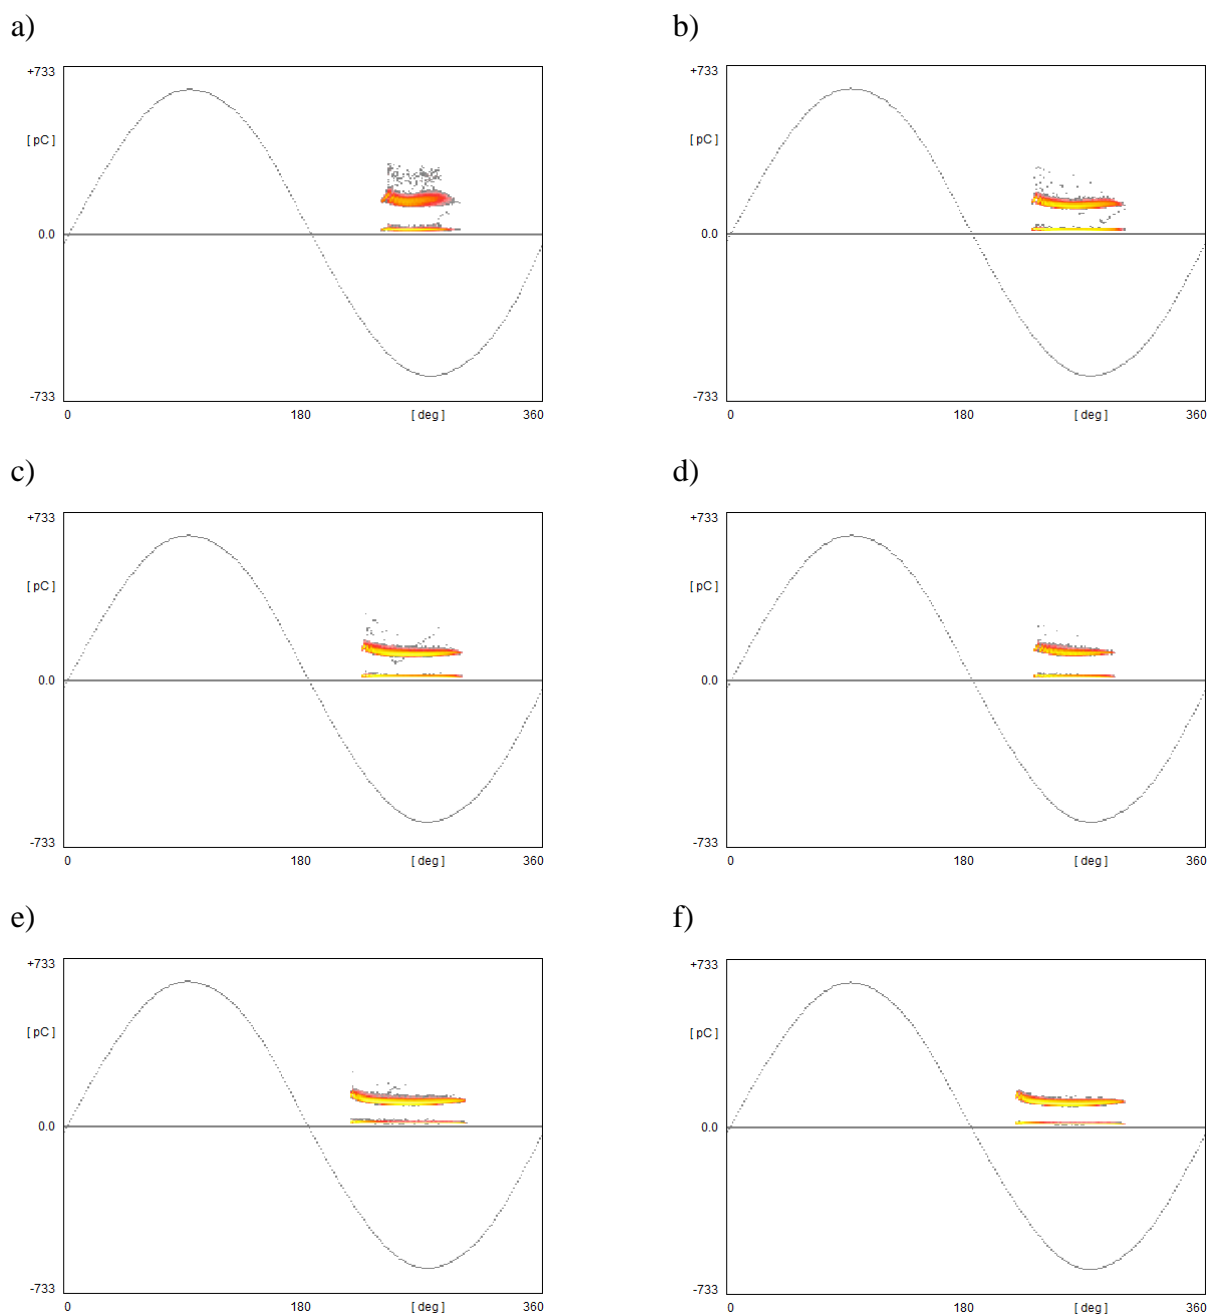 a)
+733
[ pC ]
0.0
-733
0
180
[ deg ]
360
b)
+733
[ pC ]
0.0
-733
0
180
[ deg ]
360
c)
+733
[ pC ]
0.0
-733
0
180
[ deg ]
360
d)
+733
[ pC ]
0.0
-733
0
180
[ deg ]
360
e)
+733
[ pC ]
0.0
-733
0
180
[ deg ]
360
f)
+733
[ pC ]
0.0
-733
0
180
[ deg ]
360